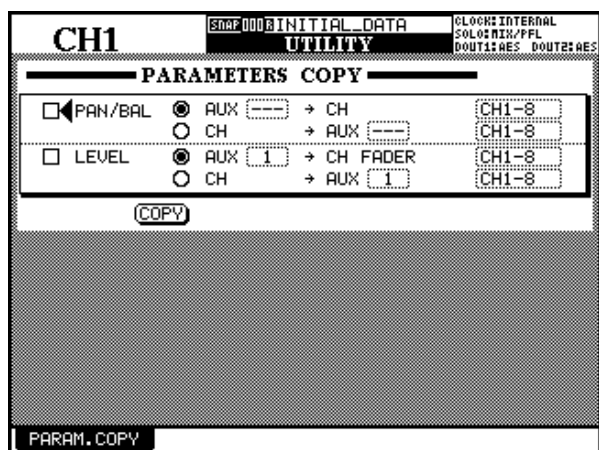 CH1
SNAP 000 R INITIAL_DATA
UTILITY
CLOCK:INTERNAL
SOLO:MIX/PFL
DOUT1:AES DOUT2:AES
PARAMETERS COPY
PAN/BAL AUX --- → CH CH1-8
CH → AUX --- CH1-8
LEVEL AUX 1 → CH FADER CH1-8
CH → AUX 1 CH1-8
COPY
PARAM.COPY